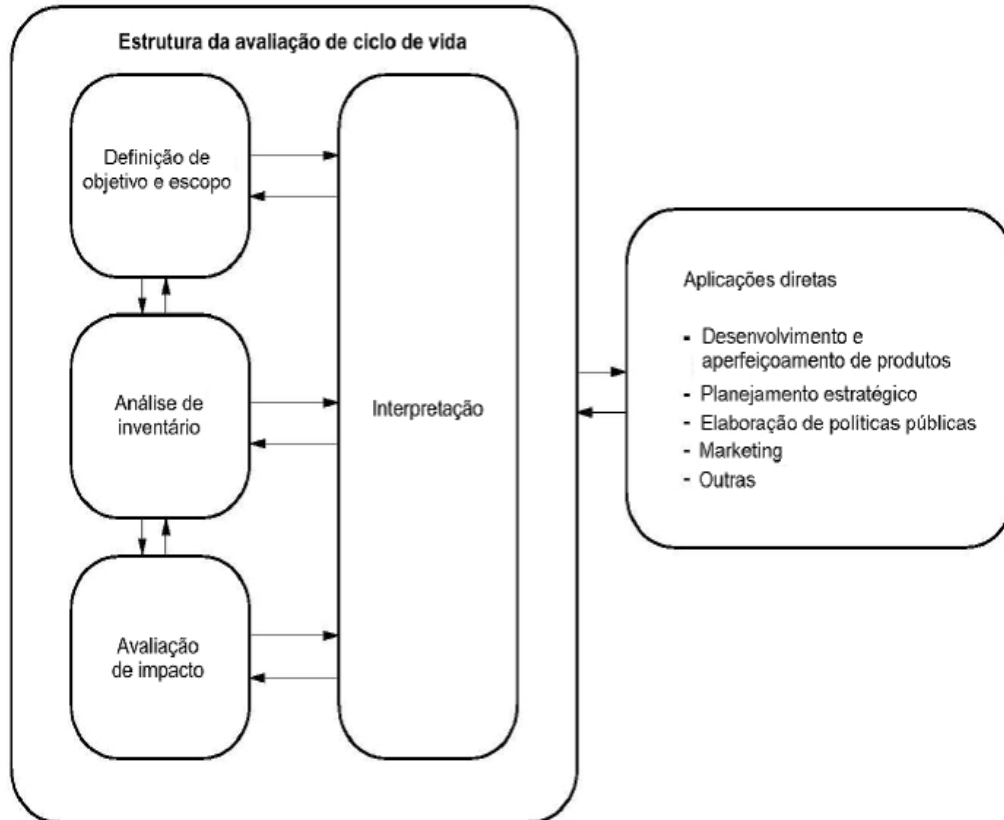 Estrutura da avaliação de ciclo de vida
Definição de
objetivo e escopo
Análise de
inventário
Avaliação
de impacto
Interpretação
Aplicações diretas
- Desenvolvimento e
aperfeiçoamento de produtos
- Planejamento estratégico
- Elaboração de políticas públicas
- Marketing
- Outras